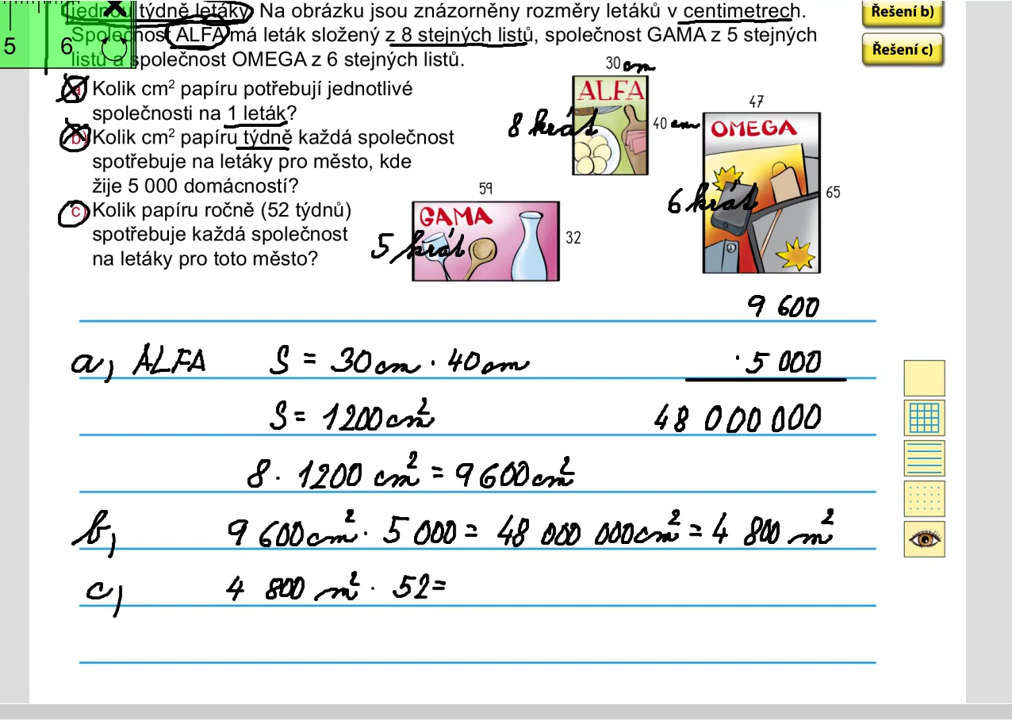 jednou týdně letáky. Na obrázku jsou znázorněny rozměry letáků v centimetrech.
Společnost ALFA má leták složený z 8 stejných listů, společnost GAMA z 5 stejných
listů a společnost OMEGA z 6 stejných listů.
a) Kolik cm² papíru potřebují jednotlivé
společnosti na 1 leták?
b) Kolik cm² papíru týdně každá společnost
spotřebuje na letáky pro město, kde
žije 5 000 domácností?
c) Kolik papíru ročně (52 týdnů)
spotřebuje každá společnost
na letáky pro toto město?
5 6
Řešení b)
Řešení c)
30 cm
ALFA
8 krát
40 cm
47
OMEGA
6 krát
65
59
GAMA
5 krát
32
9 600
· 5 000
48 000 000
a, ALFA S = 30 cm · 40 cm
S = 1200 cm²
8 · 1200 cm² = 9 600 cm²
b, 9 600 cm² · 5 000 = 48 000 000 cm² = 4 800 m²
c, 4 800 m² · 52 =